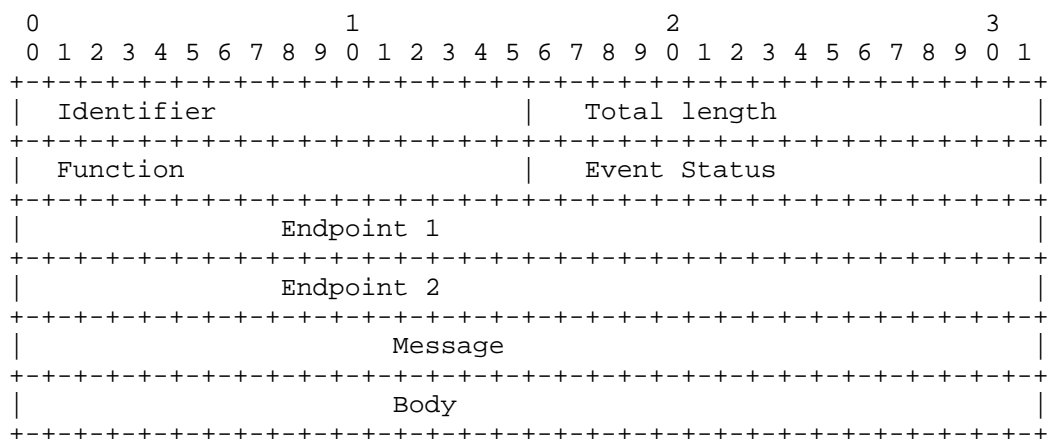 0                   1                   2                   3
 0 1 2 3 4 5 6 7 8 9 0 1 2 3 4 5 6 7 8 9 0 1 2 3 4 5 6 7 8 9 0 1
+-+-+-+-+-+-+-+-+-+-+-+-+-+-+-+-+-+-+-+-+-+-+-+-+-+-+-+-+-+-+-+-+
|  Identifier                   |   Total length                |
+-+-+-+-+-+-+-+-+-+-+-+-+-+-+-+-+-+-+-+-+-+-+-+-+-+-+-+-+-+-+-+-+
|  Function                     |   Event Status                |
+-+-+-+-+-+-+-+-+-+-+-+-+-+-+-+-+-+-+-+-+-+-+-+-+-+-+-+-+-+-+-+-+
|                Endpoint 1                                     |
+-+-+-+-+-+-+-+-+-+-+-+-+-+-+-+-+-+-+-+-+-+-+-+-+-+-+-+-+-+-+-+-+
|                Endpoint 2                                     |
+-+-+-+-+-+-+-+-+-+-+-+-+-+-+-+-+-+-+-+-+-+-+-+-+-+-+-+-+-+-+-+-+
|                       Message                                 |
+-+-+-+-+-+-+-+-+-+-+-+-+-+-+-+-+-+-+-+-+-+-+-+-+-+-+-+-+-+-+-+-+
|                       Body                                    |
+-+-+-+-+-+-+-+-+-+-+-+-+-+-+-+-+-+-+-+-+-+-+-+-+-+-+-+-+-+-+-+-+